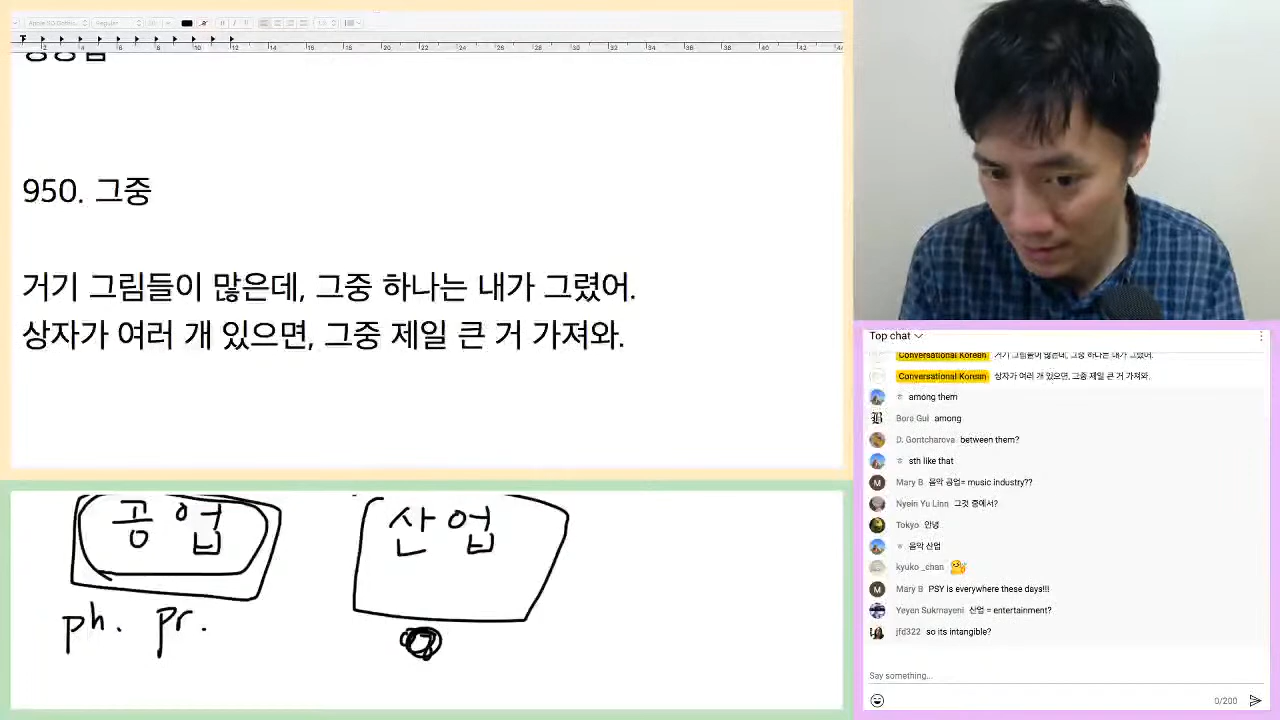 950. 그중
거기 그림들이 많은데, 그중 하나는 내가 그렸어.
상자가 여러 개 있으면, 그중 제일 큰 거 가져와.
공업
산업
ph. pr.
Top chat
Conversational Korean 거기 그림들이 많은데, 그중 하나는 내가 그렸어.
Conversational Korean 상자가 여러 개 있으면, 그중 제일 큰 거 가져와.
ㅎ among them
Boro Gui among
D. Gontcharova between them?
ㅎ sth like that
Mary B 음악 공업= music industry??
Nyein Yu Linn 그것 중에서?
Tokyo 안녕
ㅎ 음악 산업
kyuko _chan
Mary B PSY is everywhere these days!!!
Yeyen Sukmayeni 산업 = entertainment?
jfd322 so its intangible?
Say something...
0/200